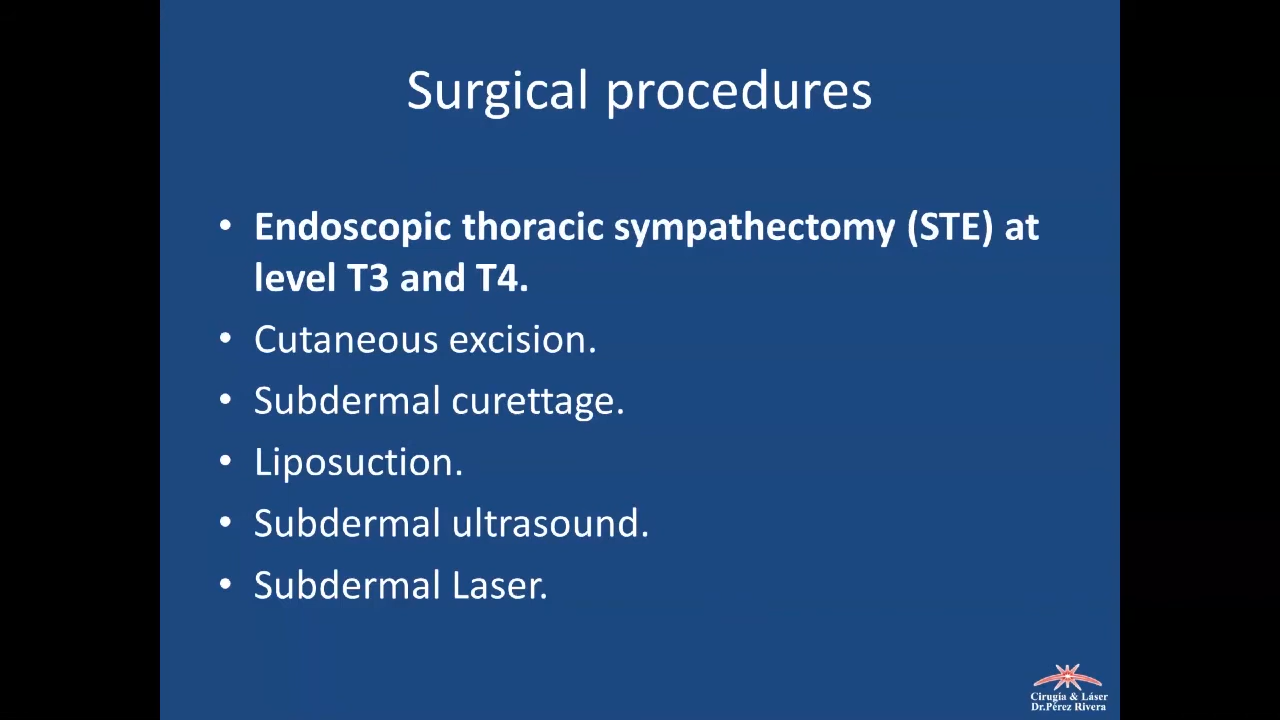 Surgical procedures
• Endoscopic thoracic sympathectomy (STE) at
level T3 and T4.
• Cutaneous excision.
• Subdermal curettage.
• Liposuction.
• Subdermal ultrasound.
• Subdermal Laser.
Cirugía & Láser
Dr.Pérez Rivera